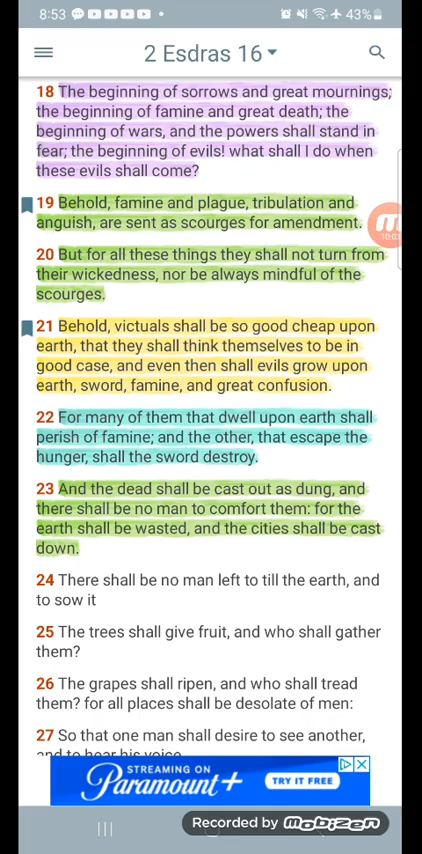 8:53 43%
2 Esdras 16
18 The beginning of sorrows and great mournings;
the beginning of famine and great death; the
beginning of wars, and the powers shall stand in
fear; the beginning of evils! what shall I do when
these evils shall come?
19 Behold, famine and plague, tribulation and
anguish, are sent as scourges for amendment.
20 But for all these things they shall not turn from
their wickedness, nor be always mindful of the
scourges.
21 Behold, victuals shall be so good cheap upon
earth, that they shall think themselves to be in
good case, and even then shall evils grow upon
earth, sword, famine, and great confusion.
22 For many of them that dwell upon earth shall
perish of famine; and the other, that escape the
hunger, shall the sword destroy.
23 And the dead shall be cast out as dung, and
there shall be no man to comfort them: for the
earth shall be wasted, and the cities shall be cast
down.
24 There shall be no man left to till the earth, and
to sow it
25 The trees shall give fruit, and who shall gather
them?
26 The grapes shall ripen, and who shall tread
them? for all places shall be desolate of men:
27 So that one man shall desire to see another,
and to hear his voice
STREAMING ON
Paramount+
TRY IT FREE
Recorded by mobizen